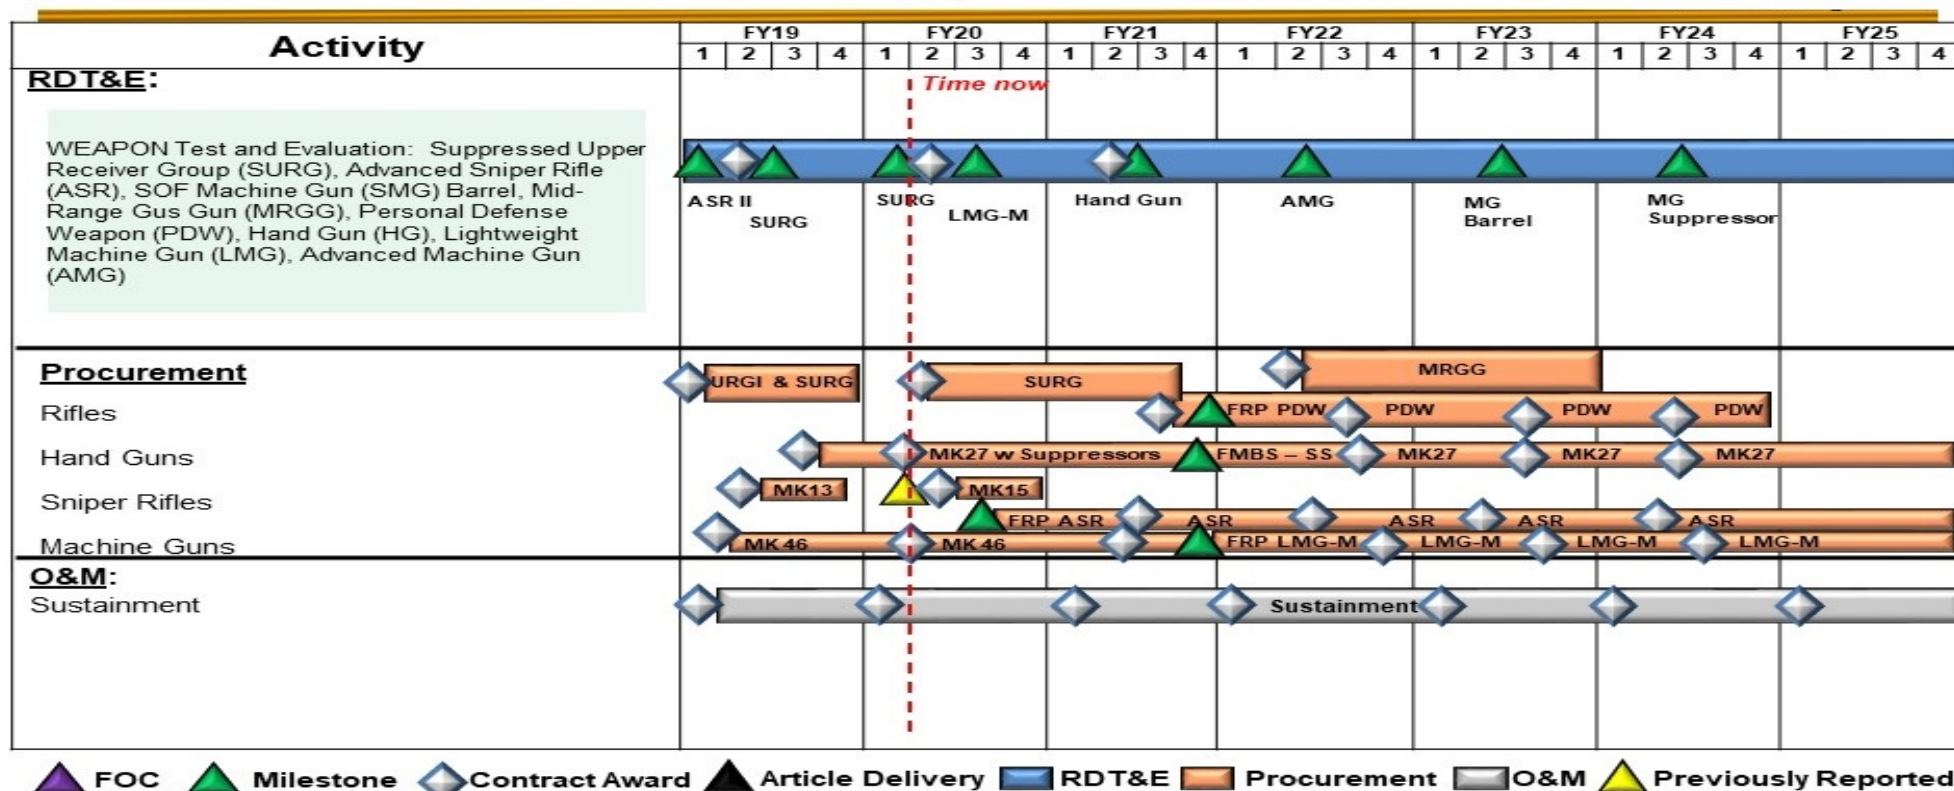 Activity
FY19 FY20 FY21 FY22 FY23 FY24 FY25
1 2 3 4 1 2 3 4 1 2 3 4 1 2 3 4 1 2 3 4 1 2 3 4 1 2 3 4
RDT&E:
Time now
WEAPON Test and Evaluation: Suppressed Upper
Receiver Group (SURG), Advanced Sniper Rifle
(ASR), SOF Machine Gun (SMG) Barrel, Mid-
Range Gus Gun (MRGG), Personal Defense
Weapon (PDW), Hand Gun (HG), Lightweight
Machine Gun (LMG), Advanced Machine Gun
(AMG)
ASR II
SURG
SURG
LMG-M
Hand Gun
AMG
MG
Barrel
MG
Suppressor
Procurement
URGI & SURG SURG MRGG
Rifles
FRP PDW PDW PDW PDW
Hand Guns
MK27 w Suppressors FMBS – SS MK27 MK27 MK27
Sniper Rifles
MK13 MK15
FRP ASR ASR ASR ASR ASR
Machine Guns
MK 46 MK 46 FRP LMG-M LMG-M LMG-M LMG-M
O&M:
Sustainment
Sustainment
FOC Milestone Contract Award Article Delivery RDT&E Procurement O&M Previously Reported